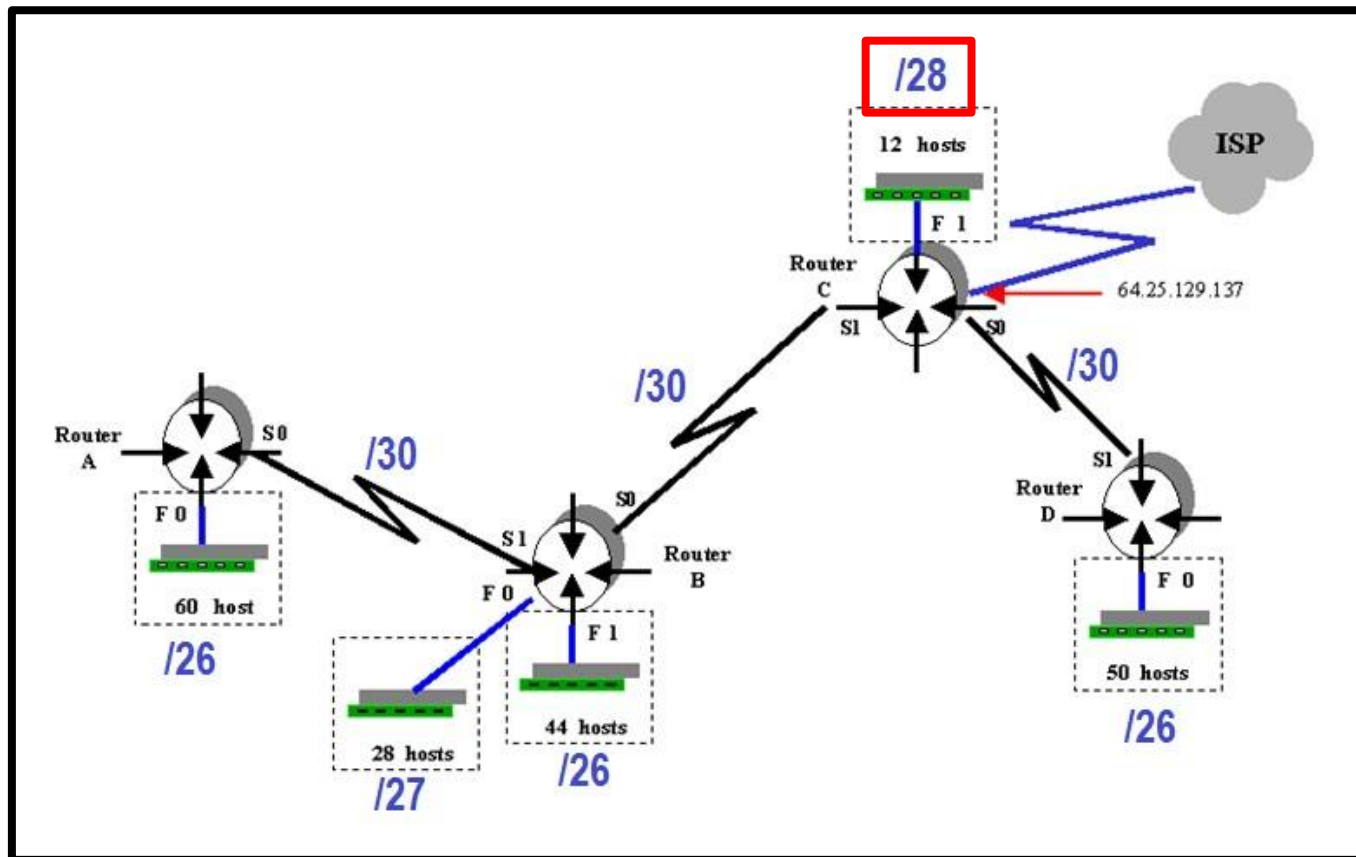 /28
12 hosts
ISP
F 1
Router
C
64.25.129.137
S1
S0
/30
/30
Router
A
S0
/30
S1
Router
D
F 0
S0
S1
Router
B
F 0
F 0
60 host
F 1
50 hosts
/26
28 hosts
44 hosts
/26
/26
/27